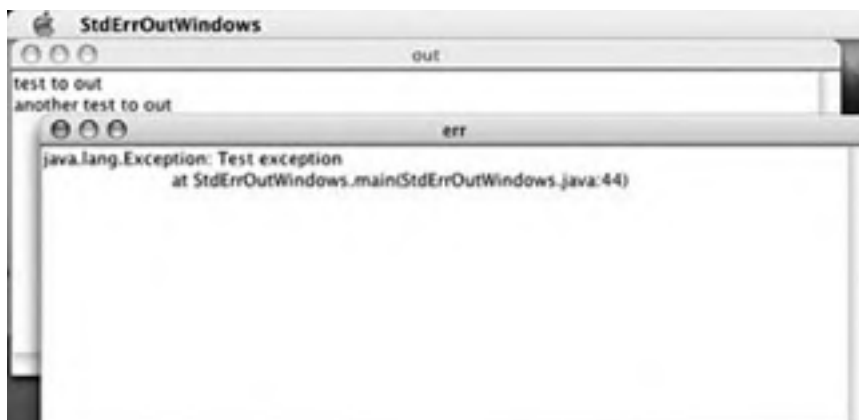 StdErrOutWindows
out
test to out
another test to out
err
java.lang.Exception: Test exception
at StdErrOutWindows.main(StdErrOutWindows.java:44)